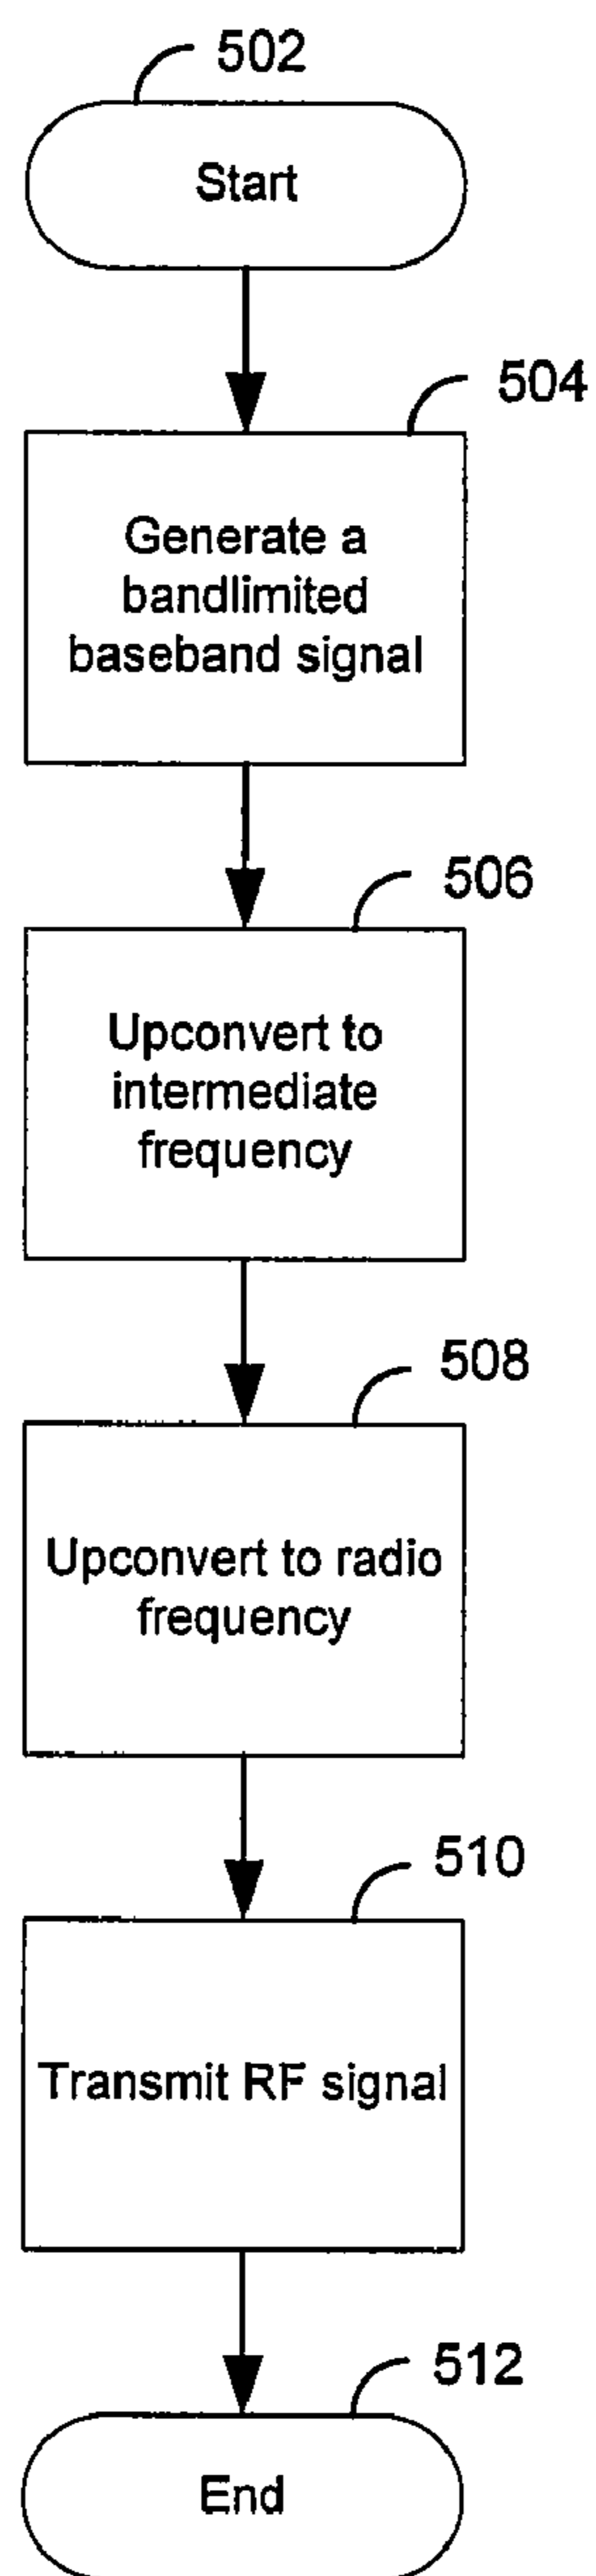 502
Start
504
Generate a
bandlimited
baseband signal
506
Upconvert to
intermediate
frequency
508
Upconvert to radio
frequency
510
Transmit RF signal
512
End